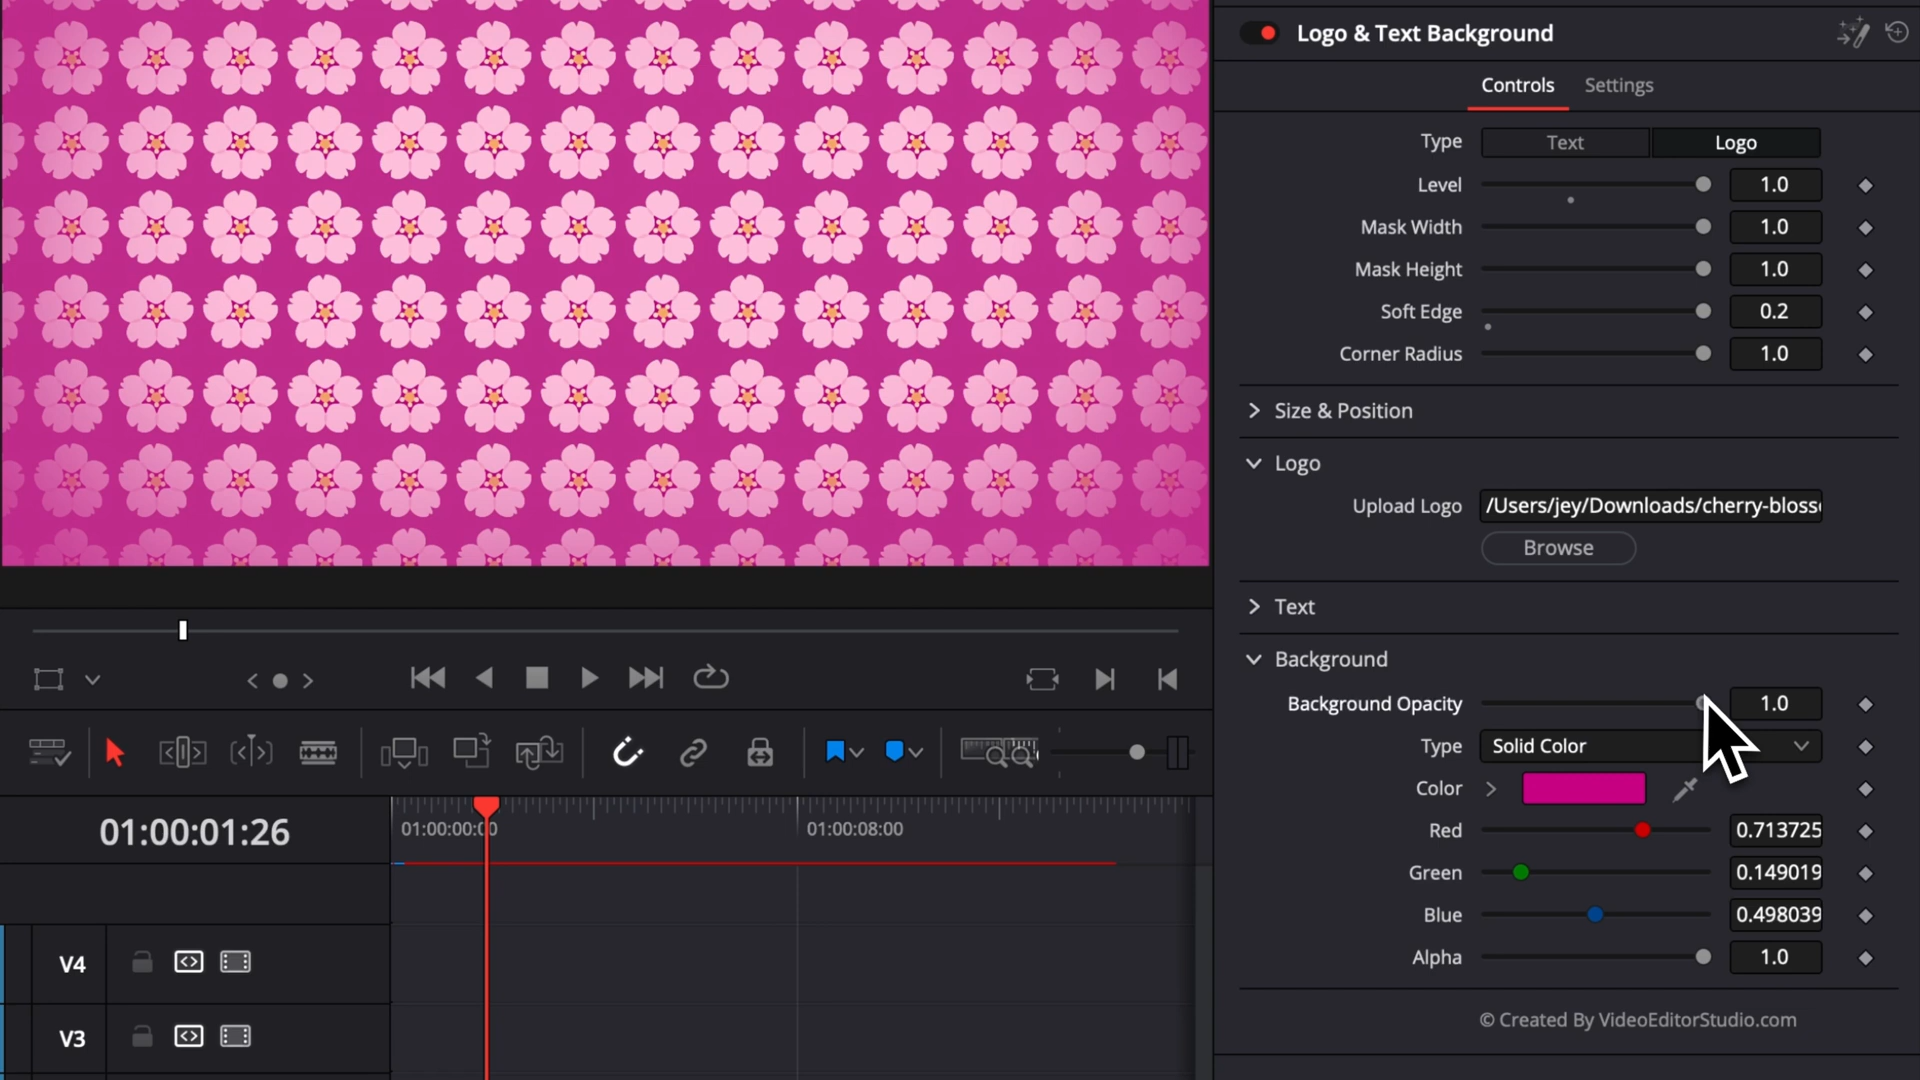 Logo & Text Background
Controls Settings
Type Text Logo
Level 1.0
Mask Width 1.0
Mask Height 1.0
Soft Edge 0.2
Corner Radius 1.0
Size & Position
Logo
Upload Logo /Users/jey/Downloads/cherry-blosso
Browse
Text
Background
Background Opacity 1.0
Type Solid Color
Color
Red 0.713725
Green 0.149019
Blue 0.498039
Alpha 1.0
© Created By VideoEditorStudio.com
01:00:01:26
01:00:00:00
01:00:08:00
V4
V3